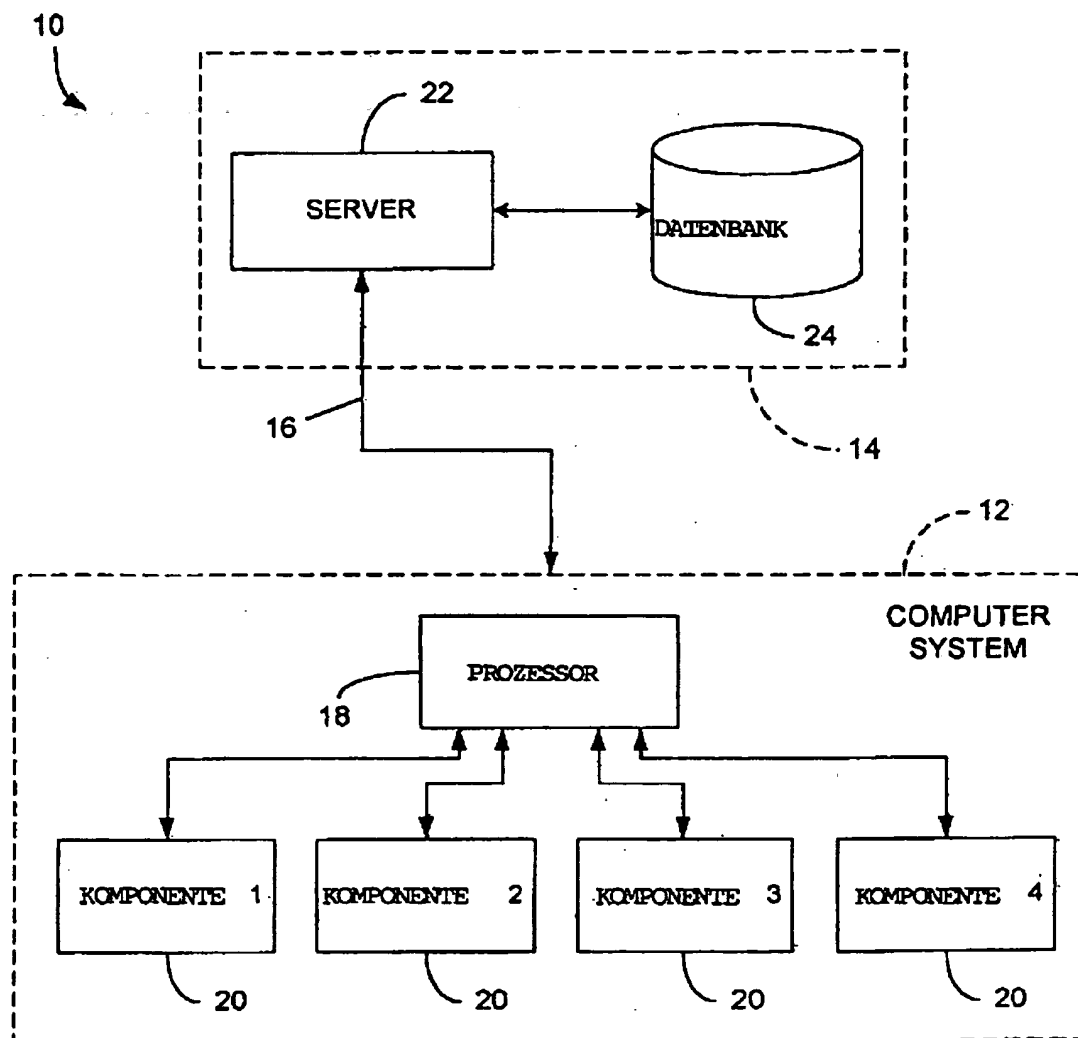 10
22
SERVER
DATENBANK
24
16
14
12
COMPUTER
SYSTEM
PROZESSOR
18
KOMPONENTE 1
KOMPONENTE 2
KOMPONENTE 3
KOMPONENTE 4
20
20
20
20